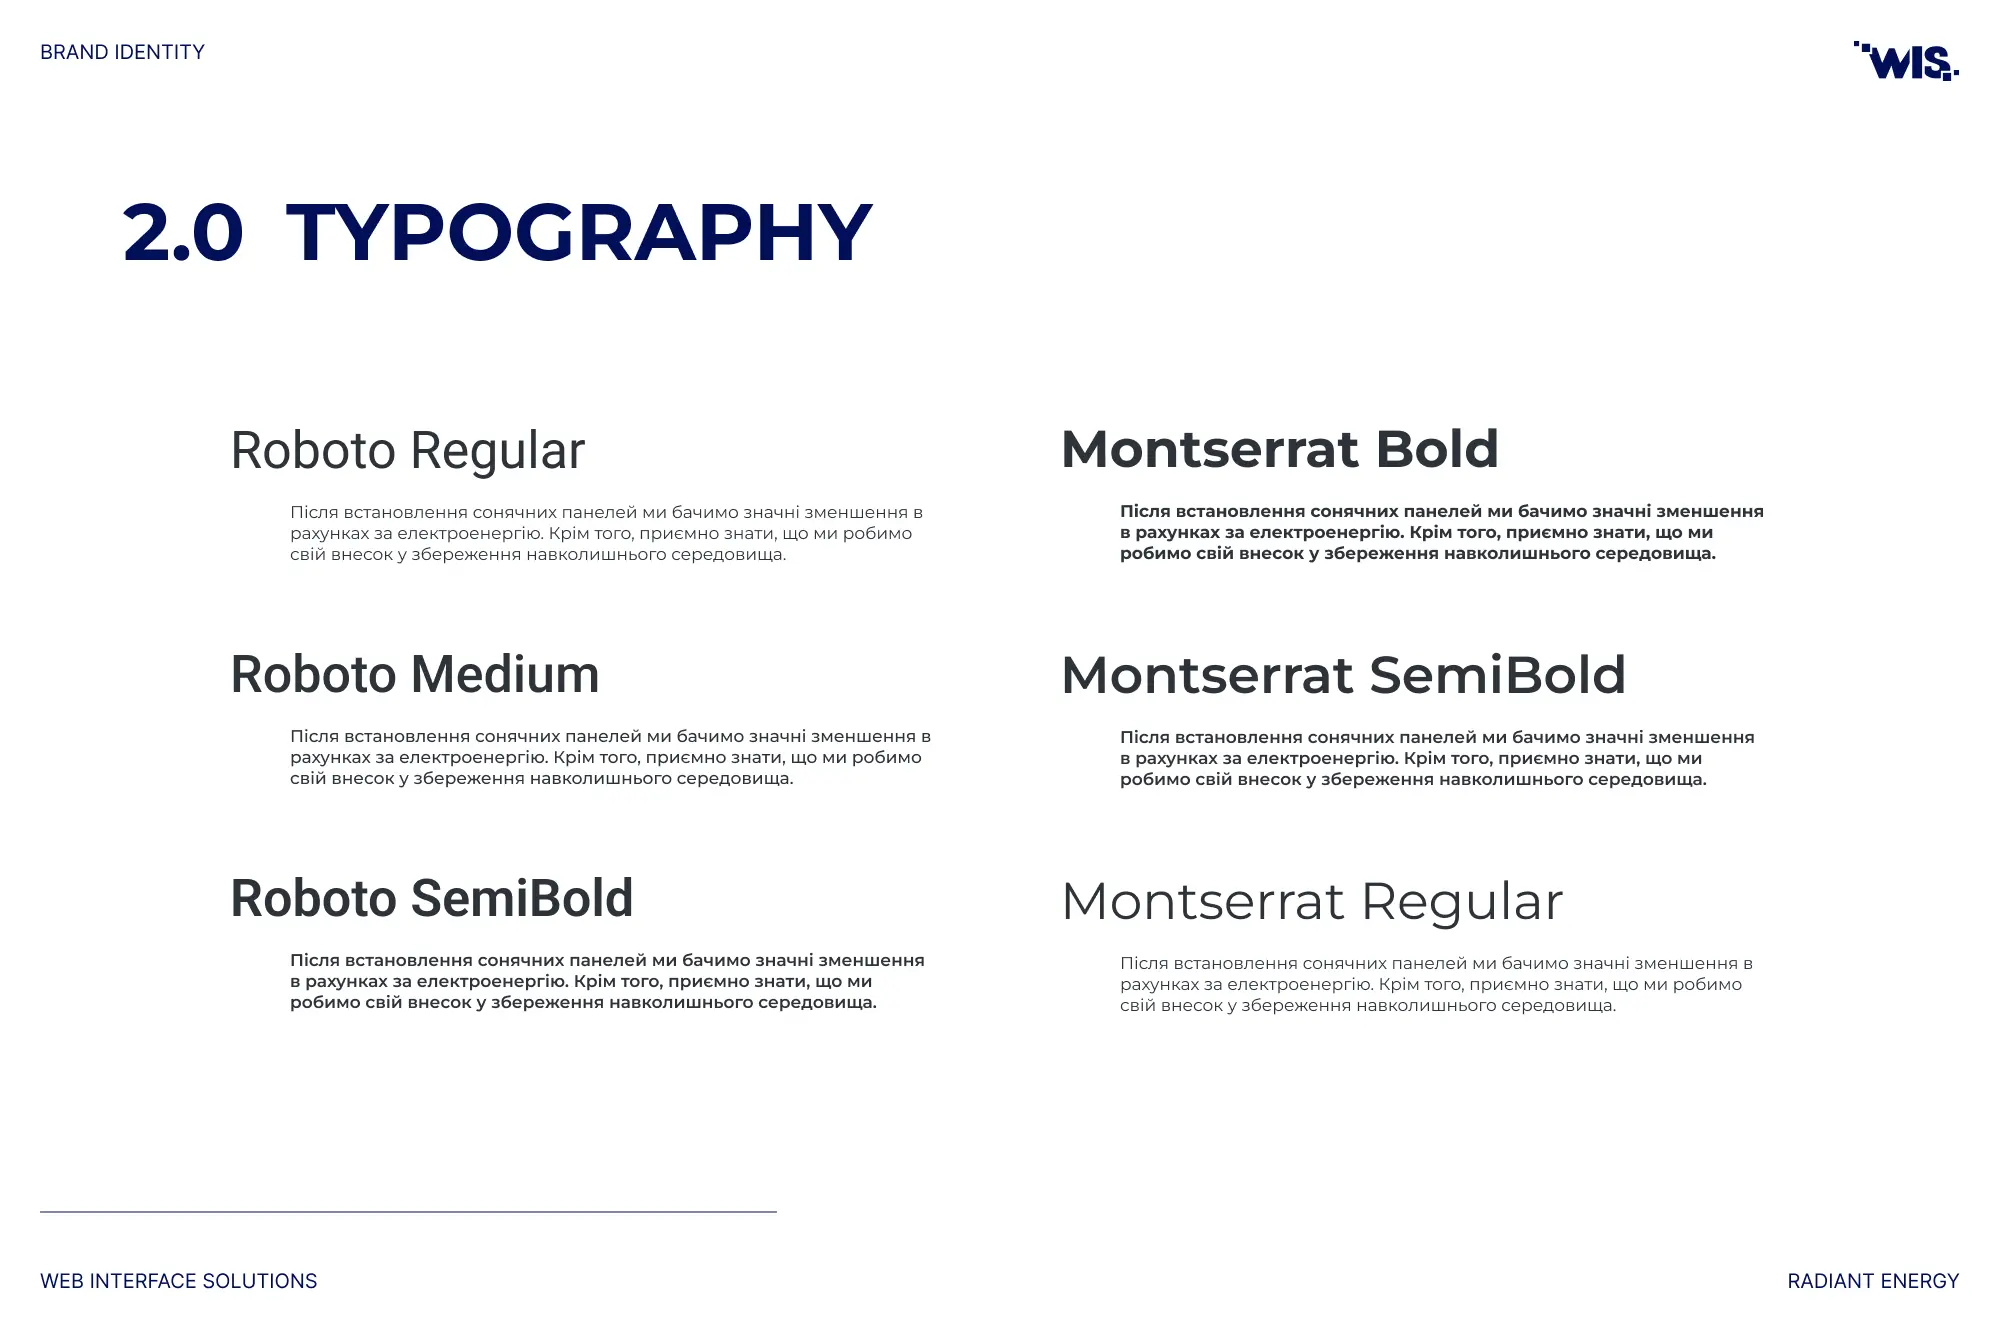 BRAND IDENTITY
WIS.
2.0 TYPOGRAPHY
Roboto Regular
Після встановлення сонячних панелей ми бачимо значні зменшення в
рахунках за електроенергію. Крім того, приємно знати, що ми робимо
свій внесок у збереження навколишнього середовища.
Roboto Medium
Після встановлення сонячних панелей ми бачимо значні зменшення в
рахунках за електроенергію. Крім того, приємно знати, що ми робимо
свій внесок у збереження навколишнього середовища.
Roboto SemiBold
Після встановлення сонячних панелей ми бачимо значні зменшення
в рахунках за електроенергію. Крім того, приємно знати, що ми
робимо свій внесок у збереження навколишнього середовища.
Montserrat Bold
Після встановлення сонячних панелей ми бачимо значні зменшення
в рахунках за електроенергію. Крім того, приємно знати, що ми
робимо свій внесок у збереження навколишнього середовища.
Montserrat SemiBold
Після встановлення сонячних панелей ми бачимо значні зменшення
в рахунках за електроенергію. Крім того, приємно знати, що ми
робимо свій внесок у збереження навколишнього середовища.
Montserrat Regular
Після встановлення сонячних панелей ми бачимо значні зменшення в
рахунках за електроенергію. Крім того, приємно знати, що ми робимо
свій внесок у збереження навколишнього середовища.
WEB INTERFACE SOLUTIONS
RADIANT ENERGY